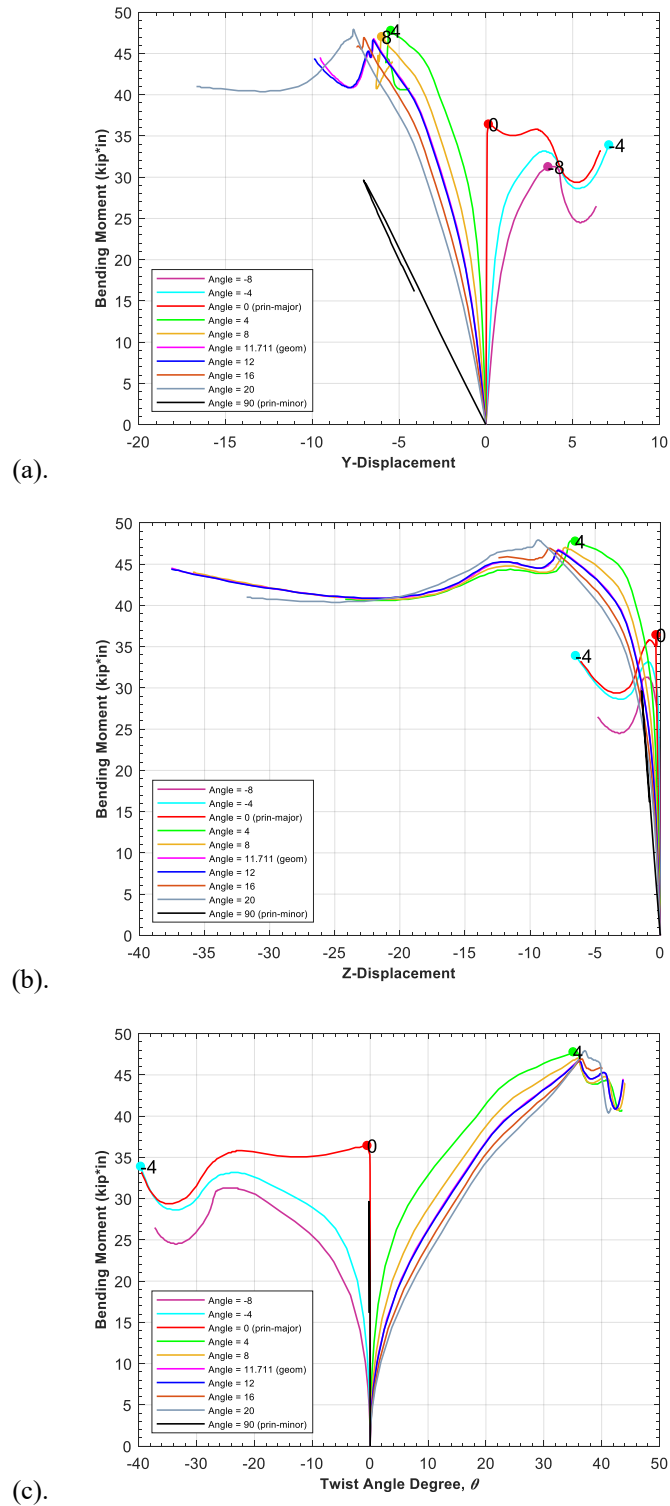 50
45
40
35
30
25
20
15
10
5
0
Bending Moment (kip*in)
8
4
0
-4
-8
Angle = -8
Angle = -4
Angle = 0 (prin-major)
Angle = 4
Angle = 8
Angle = 11.711 (geom)
Angle = 12
Angle = 16
Angle = 20
Angle = 90 (prin-minor)
-20 -15 -10 -5 0 5 10
Y-Displacement
(a).
50
45
40
35
30
25
20
15
10
5
0
Bending Moment (kip*in)
4
0
-4
Angle = -8
Angle = -4
Angle = 0 (prin-major)
Angle = 4
Angle = 8
Angle = 11.711 (geom)
Angle = 12
Angle = 16
Angle = 20
Angle = 90 (prin-minor)
-40 -35 -30 -25 -20 -15 -10 -5 0
Z-Displacement
(b).
50
45
40
35
30
25
20
15
10
5
0
Bending Moment (kip*in)
4
0
-4
Angle = -8
Angle = -4
Angle = 0 (prin-major)
Angle = 4
Angle = 8
Angle = 11.711 (geom)
Angle = 12
Angle = 16
Angle = 20
Angle = 90 (prin-minor)
-40 -30 -20 -10 0 10 20 30 40 50
Twist Angle Degree, θ
(c).